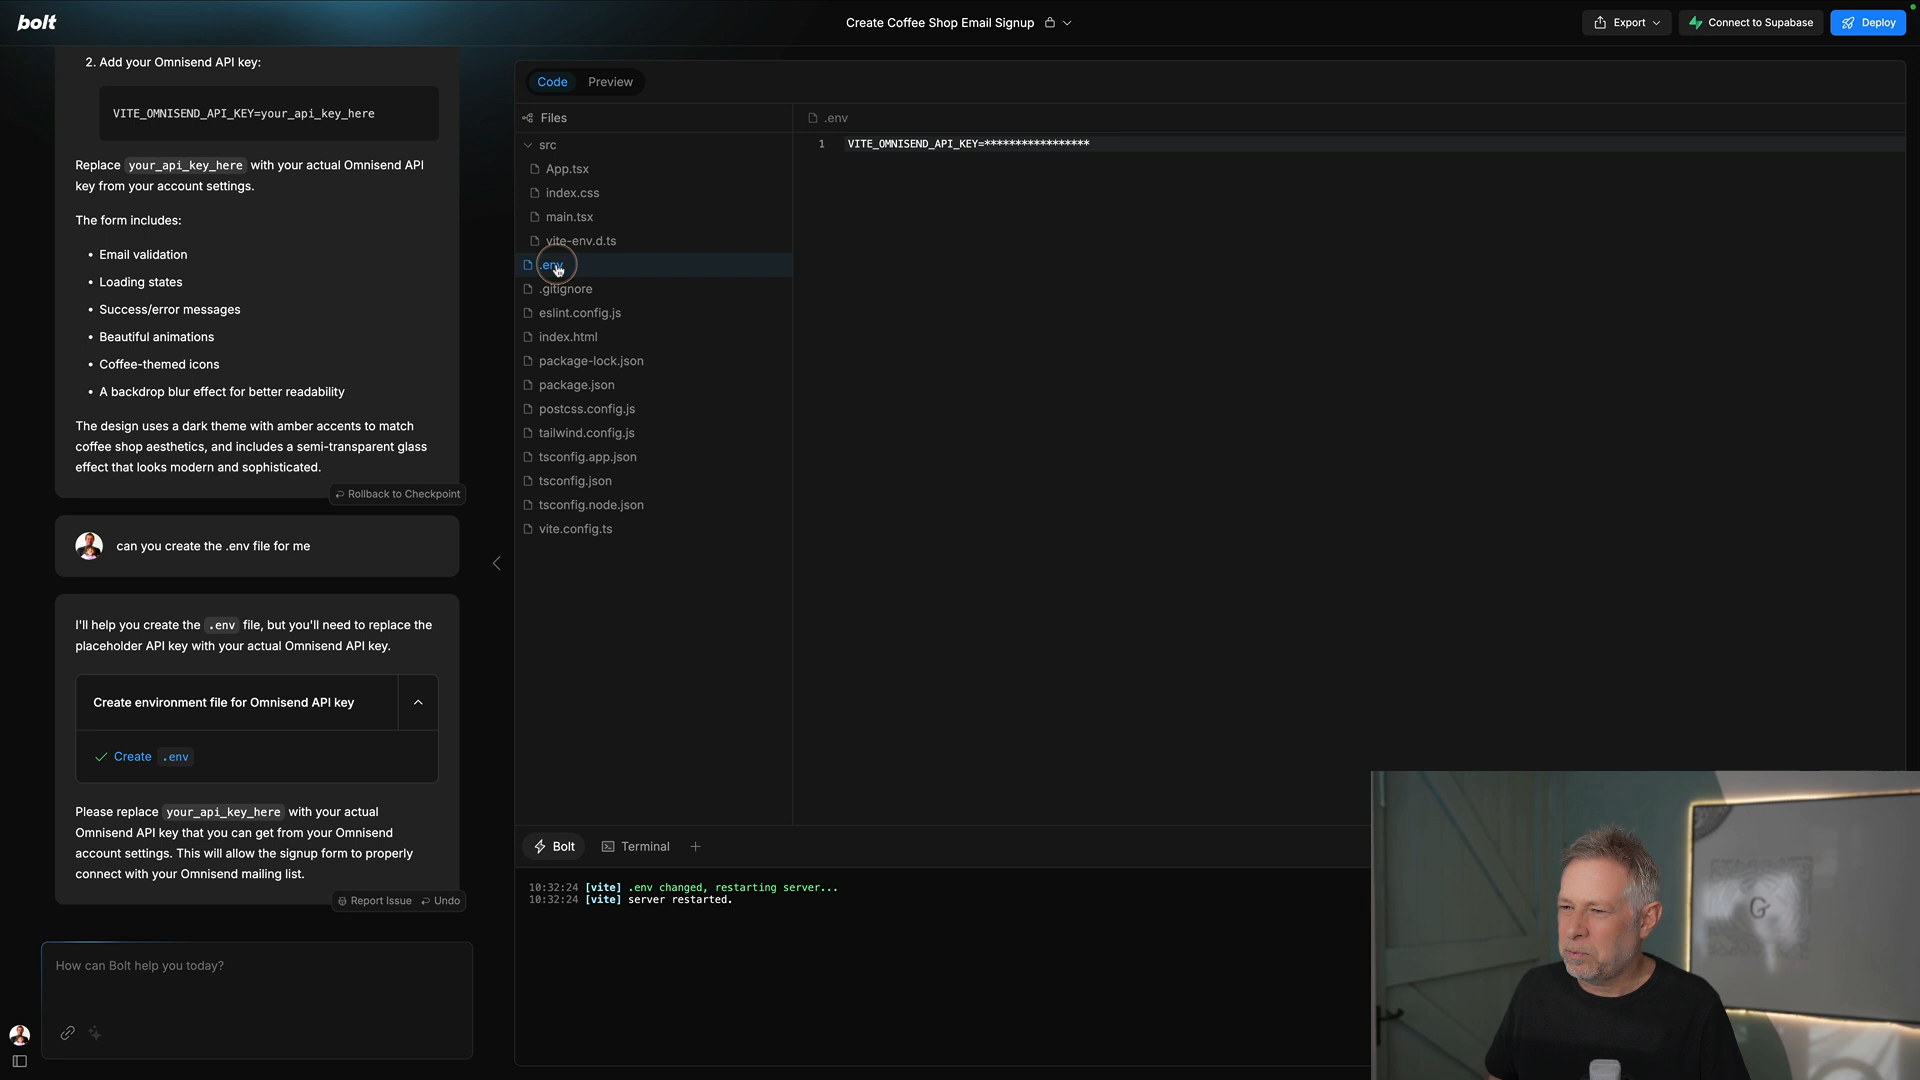 bolt
Create Coffee Shop Email Signup
Export
Connect to Supabase
Deploy
2. Add your Omnisend API key:
VITE_OMNISEND_API_KEY=your_api_key_here
Replace your_api_key_here with your actual Omnisend API
key from your account settings.
The form includes:
• Email validation
• Loading states
• Success/error messages
• Beautiful animations
• Coffee-themed icons
• A backdrop blur effect for better readability
The design uses a dark theme with amber accents to match
coffee shop aesthetics, and includes a semi-transparent glass
effect that looks modern and sophisticated.
Rollback to Checkpoint
can you create the .env file for me
I'll help you create the .env file, but you'll need to replace the
placeholder API key with your actual Omnisend API key.
Create environment file for Omnisend API key
Create .env
Please replace your_api_key_here with your actual
Omnisend API key that you can get from your Omnisend
account settings. This will allow the signup form to properly
connect with your Omnisend mailing list.
Report Issue
Undo
How can Bolt help you today?
Code
Preview
Files
src
App.tsx
index.css
main.tsx
vite-env.d.ts
.env
.gitignore
eslint.config.js
index.html
package-lock.json
package.json
postcss.config.js
tailwind.config.js
tsconfig.app.json
tsconfig.json
tsconfig.node.json
vite.config.ts
.env
1 VITE_OMNISEND_API_KEY=*****************
Bolt
Terminal
10:32:24 [vite] .env changed, restarting server...
10:32:24 [vite] server restarted.
G